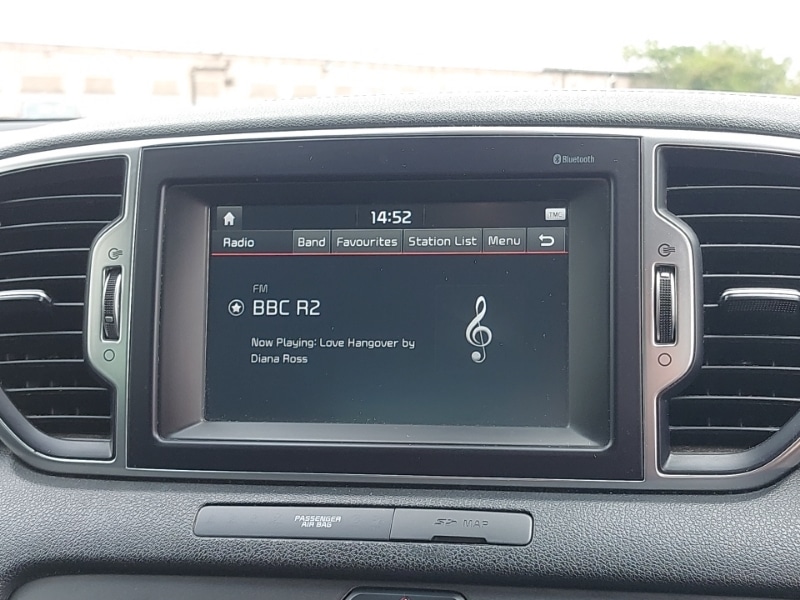 Bluetooth
14:52
TMC
Radio Band Favourites Station List Menu
FM
BBC R2
Now Playing: Love Hangover by
Diana Ross
PASSENGER
AIR BAG
SD MAP